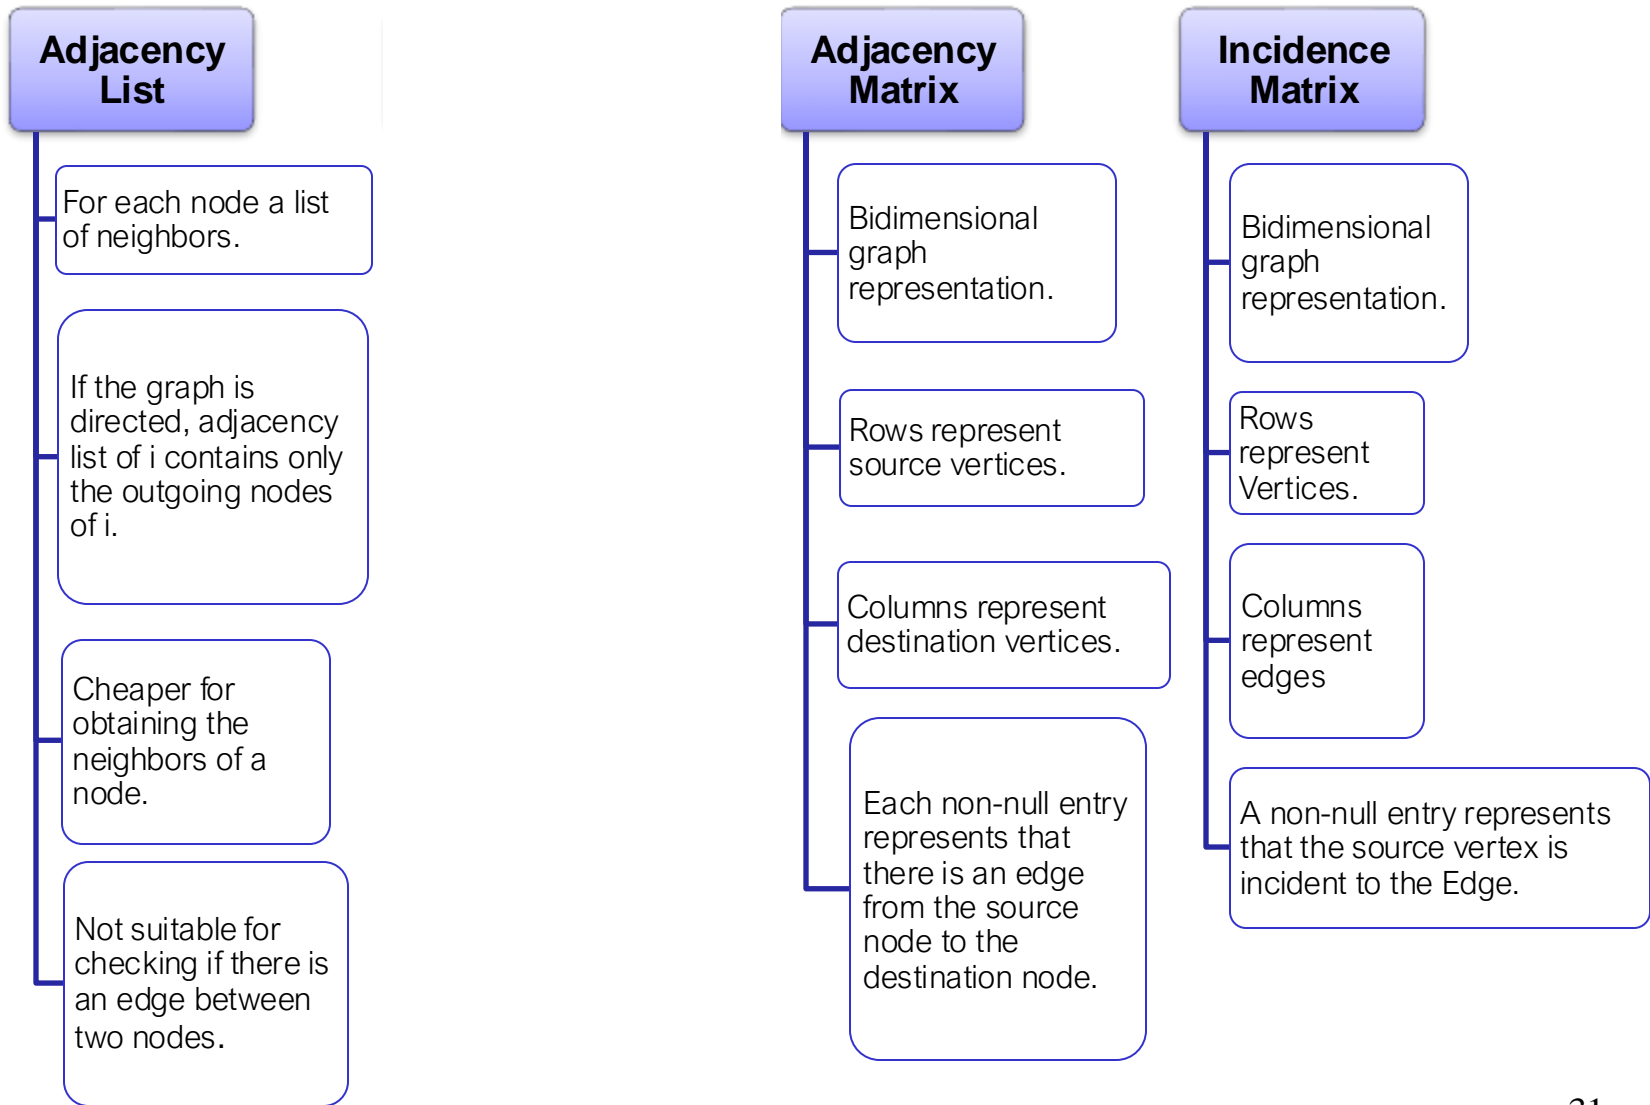 Adjacency
List
For each node a list
of neighbors.
If the graph is
directed, adjacency
list of i contains only
the outgoing nodes
of i.
Cheaper for
obtaining the
neighbors of a
node.
Not suitable for
checking if there is
an edge between
two nodes.
Adjacency
Matrix
Bidimensional
graph
representation.
Rows represent
source vertices.
Columns represent
destination vertices.
Each non-null entry
represents that
there is an edge
from the source
node to the
destination node.
Incidence
Matrix
Bidimensional
graph
representation.
Rows
represent
Vertices.
Columns
represent
edges
A non-null entry represents
that the source vertex is
incident to the Edge.